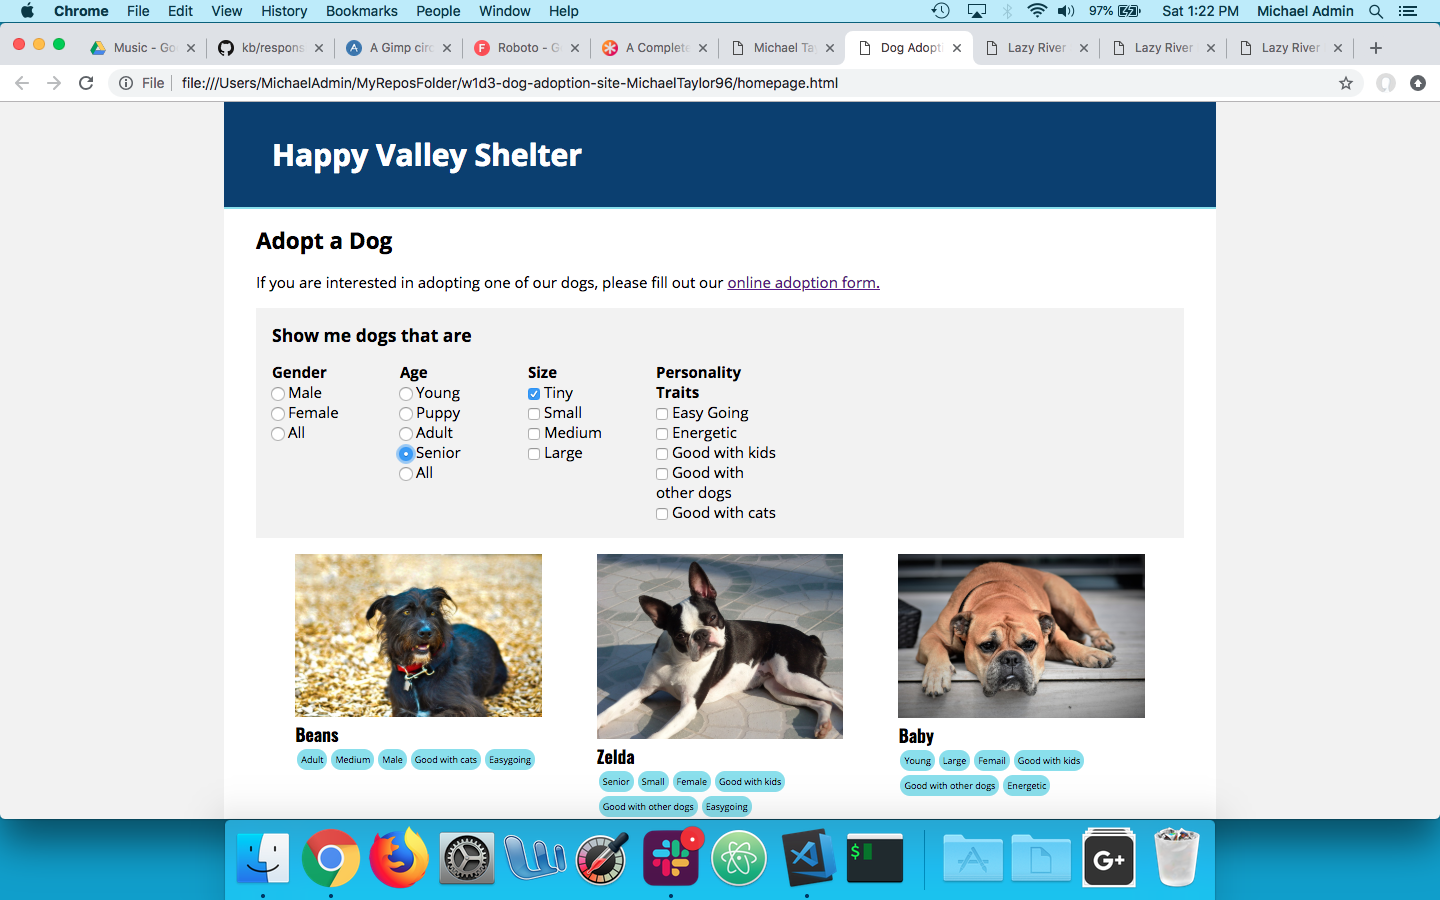 Chrome File Edit View History Bookmarks People Window Help 97% Sat 1:22 PM Michael Admin
Music - Go kb/respons A Gimp circ Roboto - G A Complete Michael Ta Dog Adopt Lazy River Lazy River Lazy River
File file:///Users/MichaelAdmin/MyReposFolder/w1d3-dog-adoption-site-MichaelTaylor96/homepage.html
Happy Valley Shelter
Adopt a Dog
If you are interested in adopting one of our dogs, please fill out our online adoption form.
Show me dogs that are
Gender
Male
Female
All
Age
Young
Puppy
Adult
Senior
All
Size
Tiny
Small
Medium
Large
Personality
Traits
Easy Going
Energetic
Good with kids
Good with
other dogs
Good with cats
Beans
Adult Medium Male Good with cats Easygoing
Zelda
Senior Small Female Good with kids
Good with other dogs Easygoing
Baby
Young Large Femail Good with kids
Good with other dogs Energetic
$
G+